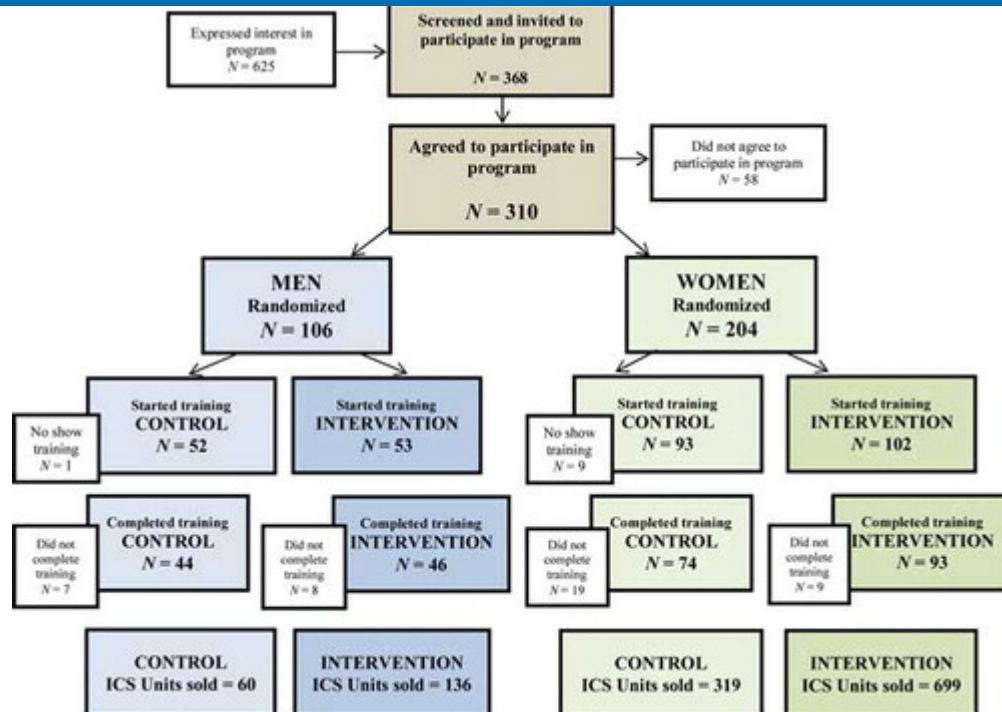 Expressed interest in
program
N = 625
Screened and invited to
participate in program
N = 368
Agreed to participate in
program
N = 310
Did not agree to
participate in program
N = 58
MEN
Randomized
N = 106
WOMEN
Randomized
N = 204
No show
training
N = 1
Started training
CONTROL
N = 52
Started training
INTERVENTION
N = 53
No show
training
N = 9
Started training
CONTROL
N = 93
Started training
INTERVENTION
N = 102
Did not
complete
training
N = 7
Completed training
CONTROL
N = 44
Did not
complete
training
N = 8
Completed training
INTERVENTION
N = 46
Did not
complete
training
N = 19
Completed training
CONTROL
N = 74
Did not
complete
training
N = 9
Completed training
INTERVENTION
N = 93
CONTROL
ICS Units sold = 60
INTERVENTION
ICS Units sold = 136
CONTROL
ICS Units sold = 319
INTERVENTION
ICS Units sold = 699